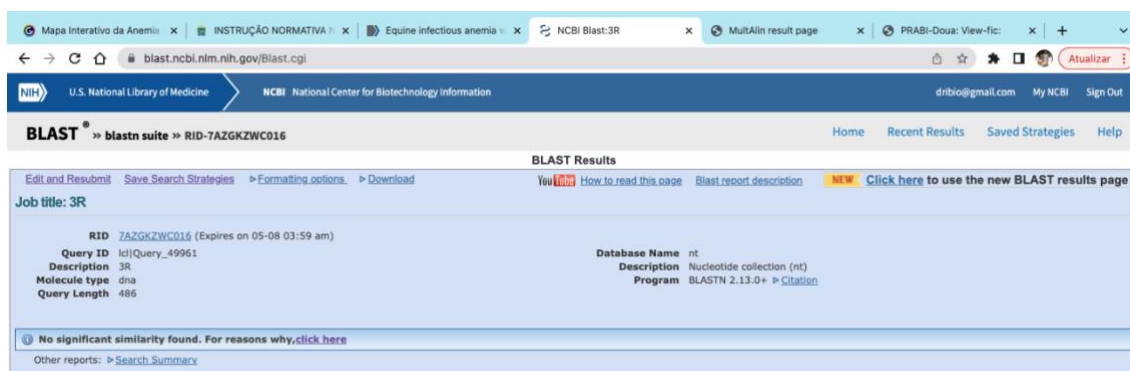 Mapa Interativo da Anemia x INSTRUÇÃO NORMATIVA N x Equine infectious anemia v x NCBI Blast:3R x MultAlin result page x PRABI-Doua: View-fic: x +
blast.ncbi.nlm.nih.gov/Blast.cgi Atualizar
NIH U.S. National Library of Medicine NCBI National Center for Biotechnology Information dribio@gmail.com My NCBI Sign Out
BLAST ® » blastn suite » RID-7AZGKZWC016 Home Recent Results Saved Strategies Help
BLAST Results
Edit and Resubmit Save Search Strategies ▷Formatting options ▷Download YouTube How to read this page Blast report description NEW Click here to use the new BLAST results page
Job title: 3R
RID 7AZGKZWC016 (Expires on 05-08 03:59 am)
Query ID lcl|Query_49961 Database Name nt
Description 3R Description Nucleotide collection (nt)
Molecule type dna Program BLASTN 2.13.0+ ▷Citation
Query Length 486
No significant similarity found. For reasons why,click here
Other reports: ▷Search Summary